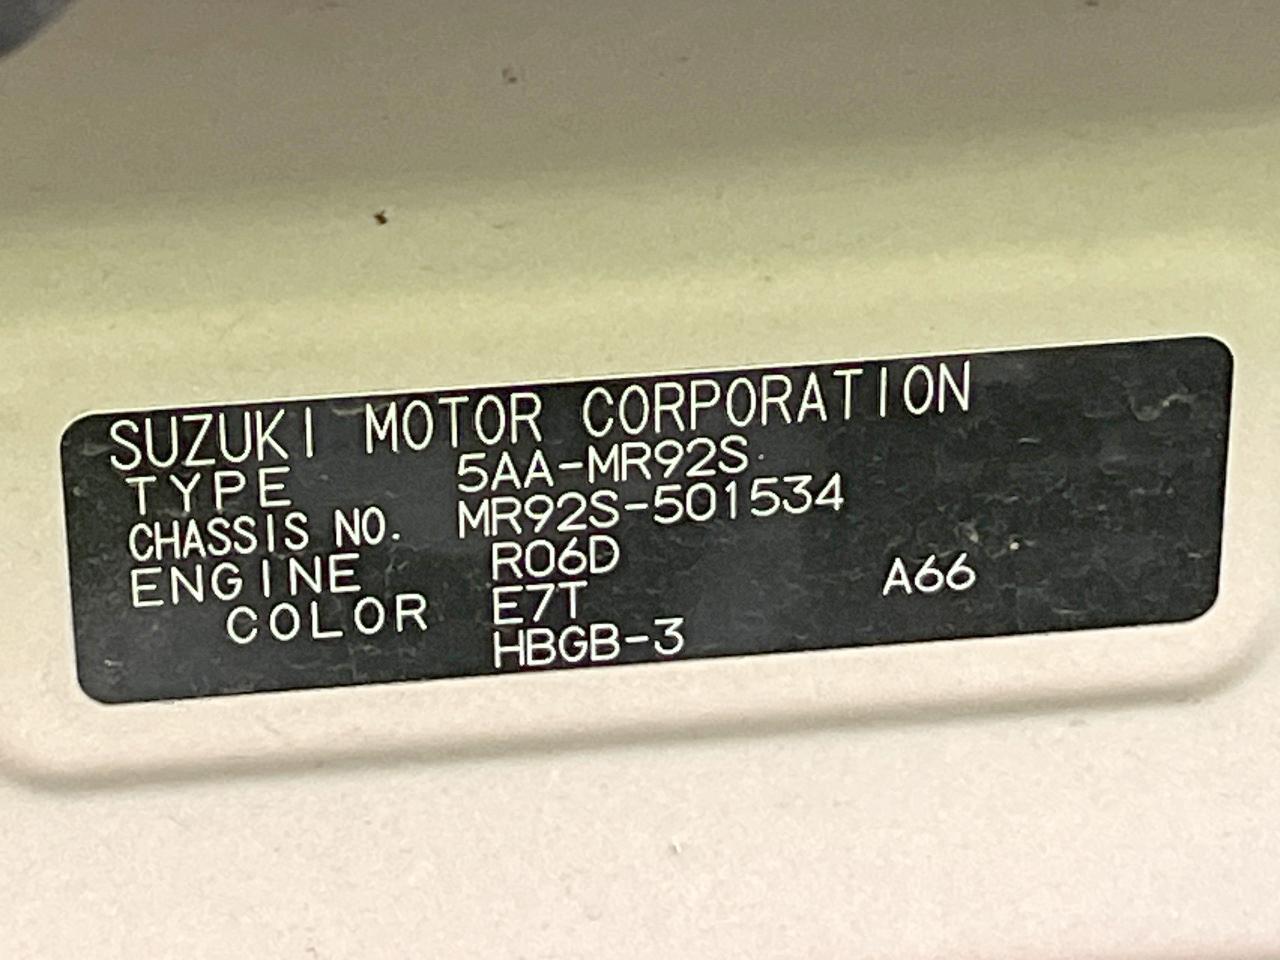 SUZUKI MOTOR CORPORATION
TYPE 5AA-MR92S
CHASSIS NO. MR92S-501534
ENGINE R06D
COLOR E7T A66
HBGB-3